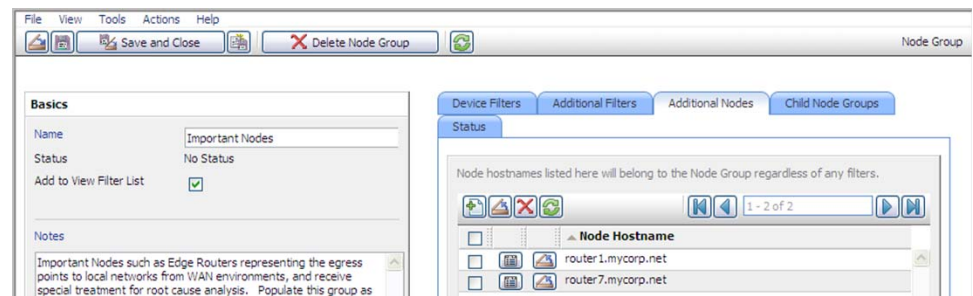 File View Tools Actions Help
Save and Close Delete Node Group Node Group
Basics
Name Important Nodes
Status No Status
Add to View Filter List
Notes
Important Nodes such as Edge Routers representing the egress
points to local networks from WAN environments, and receive
special treatment for root cause analysis. Populate this group as
Device Filters Additional Filters Additional Nodes Child Node Groups
Status
Node hostnames listed here will belong to the Node Group regardless of any filters.
1 - 2 of 2
Node Hostname
router1.mycorp.net
router7.mycorp.net